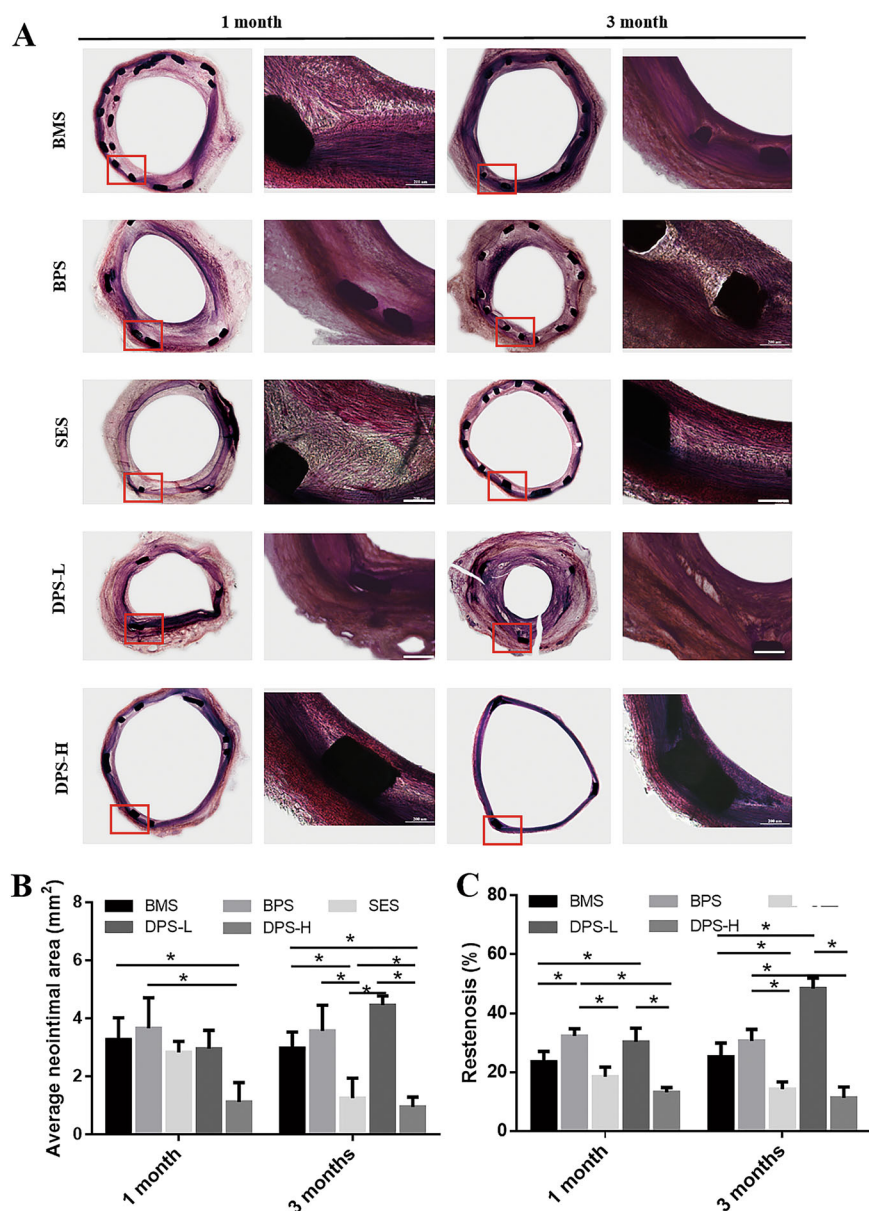 A
1 month
3 month
BMS
BPS
SES
DPS-L
DPS-H
200 um
B
Average neointimal area (mm²)
8
6
4
2
0
BMS
BPS
SES
DPS-L
DPS-H
* * * * * * * *
1 month
3 months
C
Restenosis (%)
80
60
40
20
0
BMS
BPS
DPS-L
DPS-H
* * * * * * * * * *
1 month
3 months